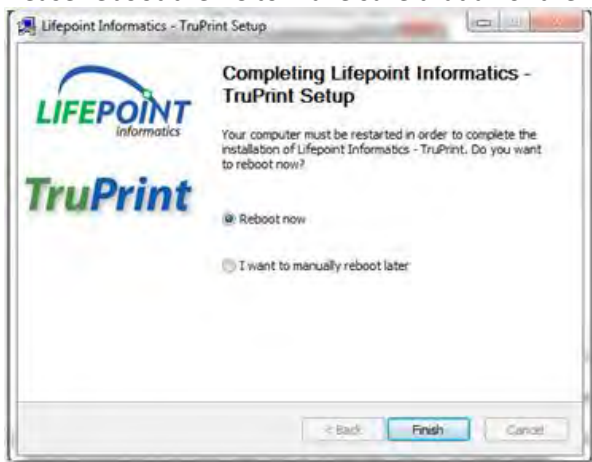 Lifepoint Informatics - TruPrint Setup
LIFEPOINT
informatics
TruPrint
Completing Lifepoint Informatics -
TruPrint Setup
Your computer must be restarted in order to complete the
installation of Lifepoint Informatics - TruPrint. Do you want
to reboot now?
Reboot now
I want to manually reboot later
< Back
Finish
Cancel